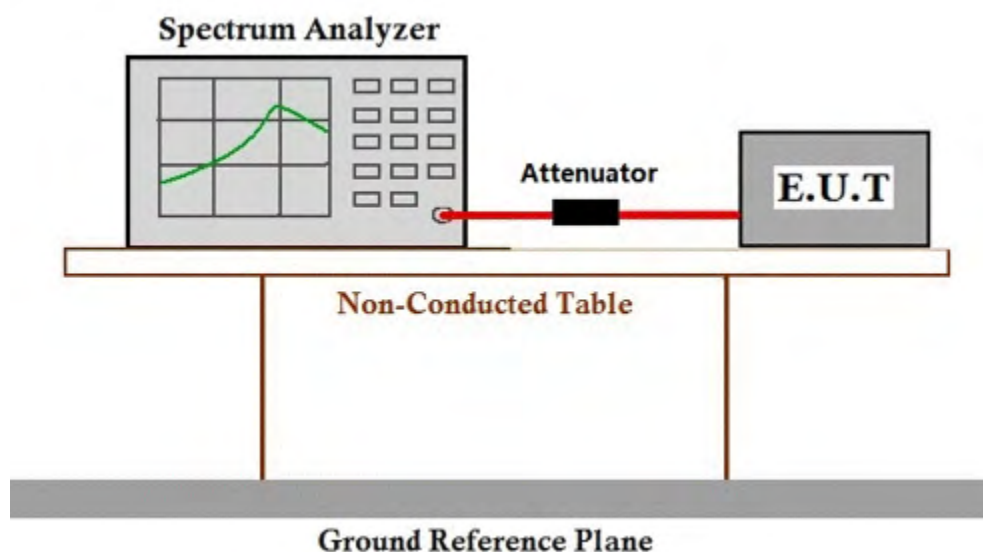 Spectrum Analyzer
Attenuator
E.U.T
Non-Conducted Table
Ground Reference Plane